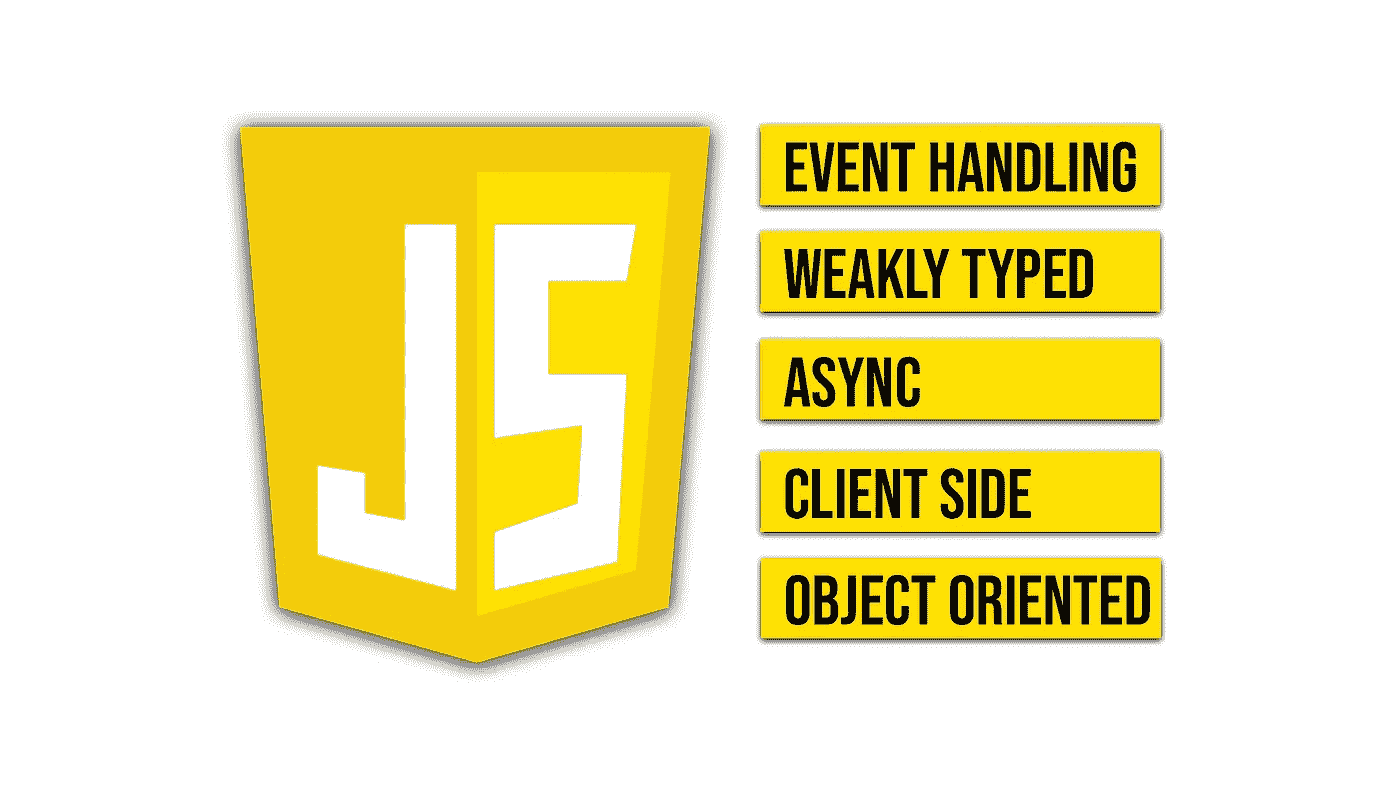 JS
EVENT HANDLING
WEAKLY TYPED
ASYNC
CLIENT SIDE
OBJECT ORIENTED